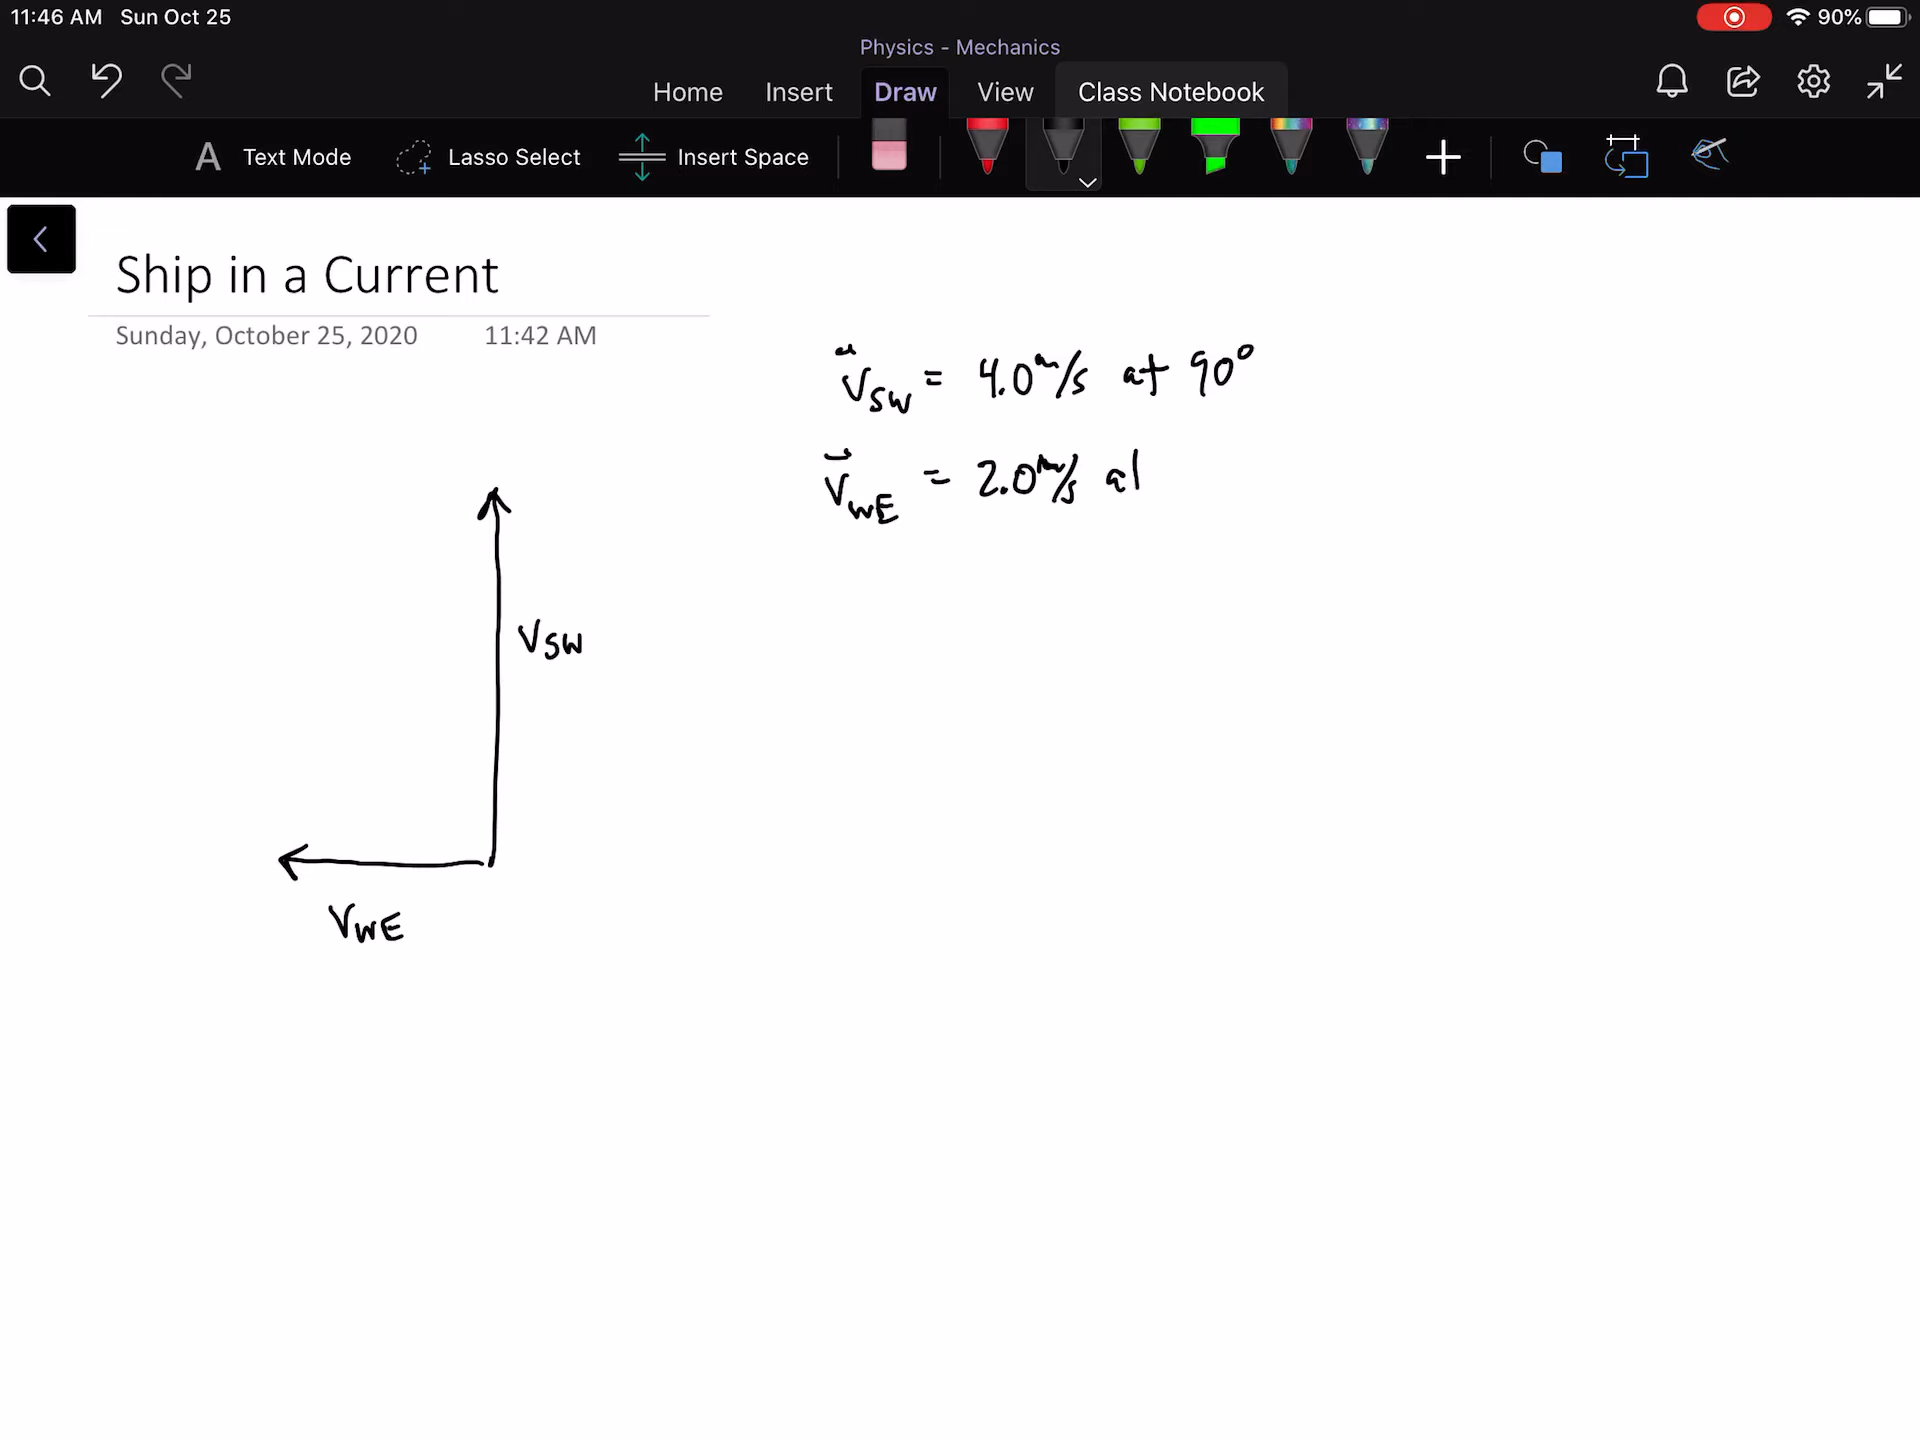 11:46 AM Sun Oct 25
90%
Physics - Mechanics
Home Insert Draw View Class Notebook
A Text Mode Lasso Select Insert Space
Ship in a Current
Sunday, October 25, 2020 11:42 AM
V⃗SW = 4.0 m/s at 90°
V⃗WE = 2.0 m/s at
VSW
VWE